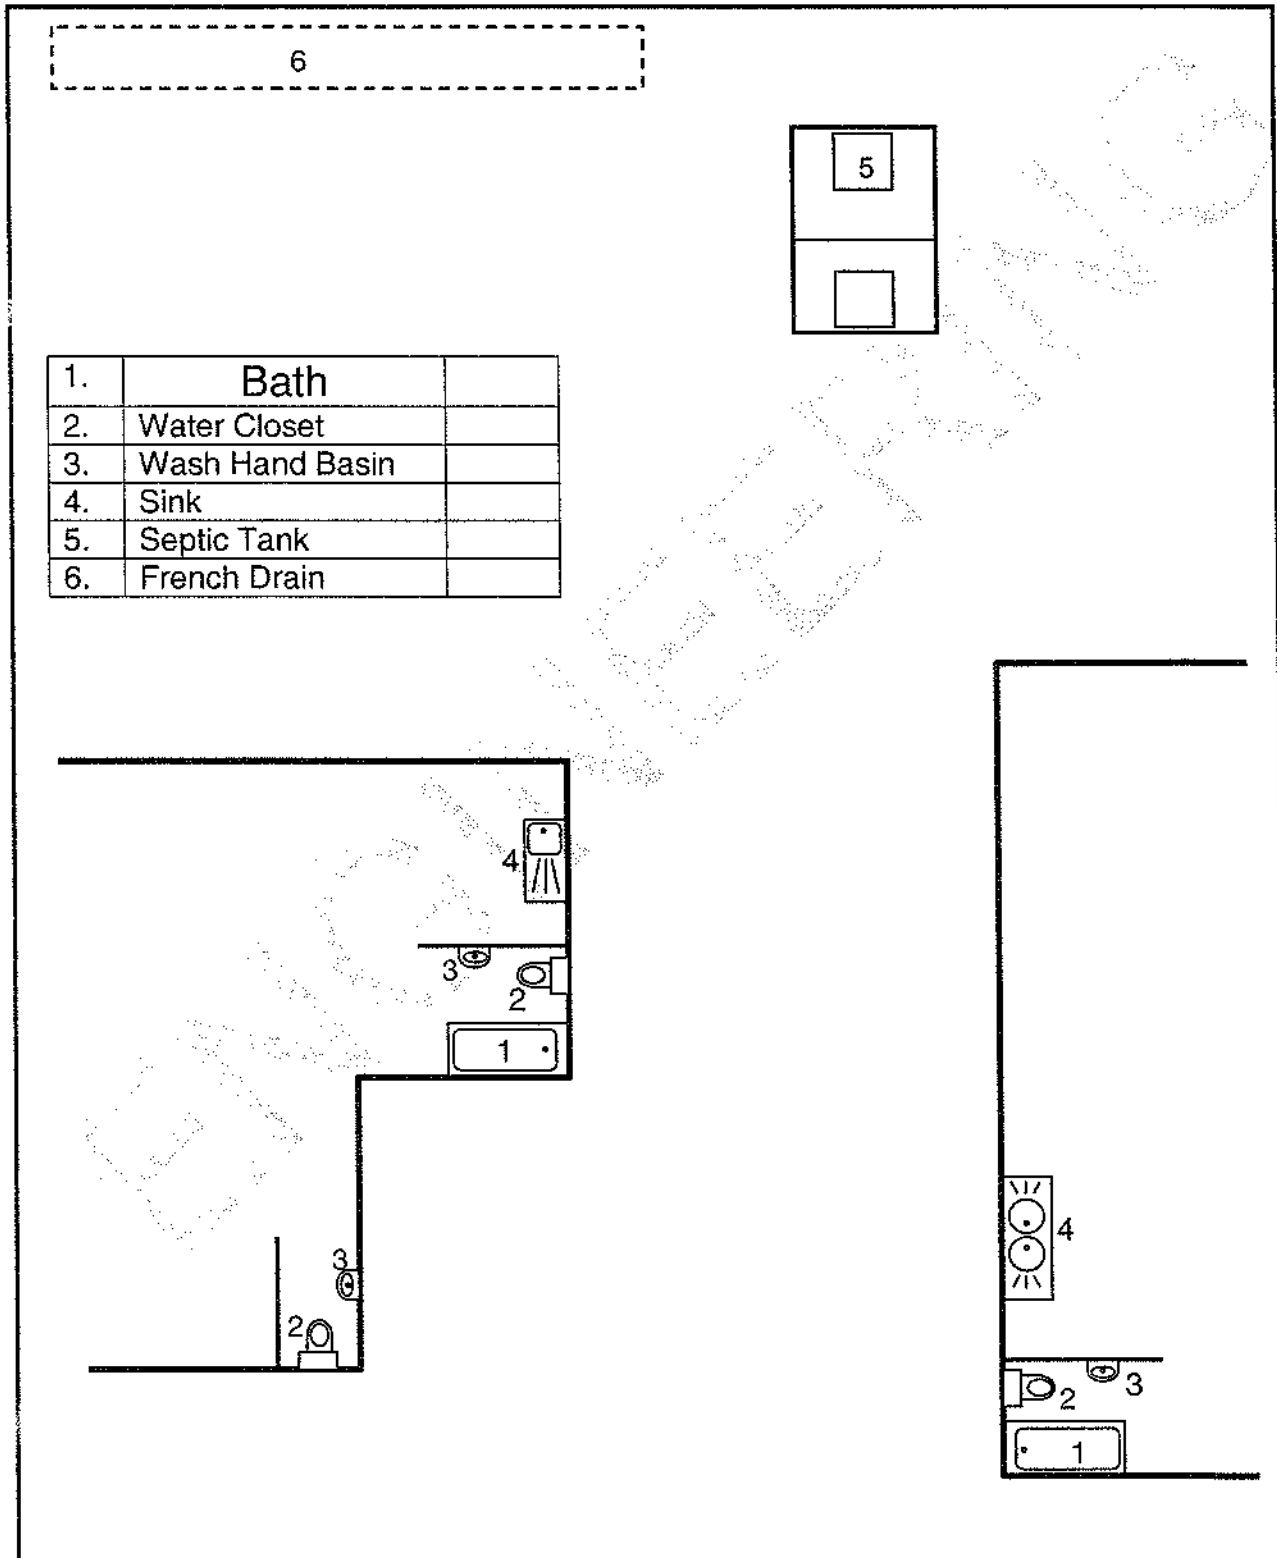 6
5
1. Bath
2. Water Closet
3. Wash Hand Basin
4. Sink
5. Septic Tank
6. French Drain
ENGINEERING
4
3
2
1
3
2
4
2
3
1